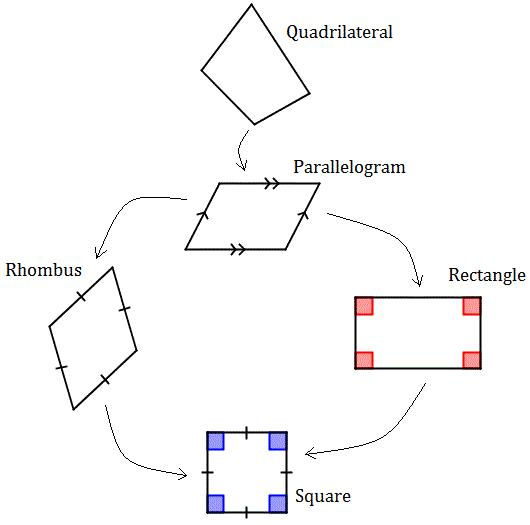 Quadrilateral
Parallelogram
Rhombus
Rectangle
Square